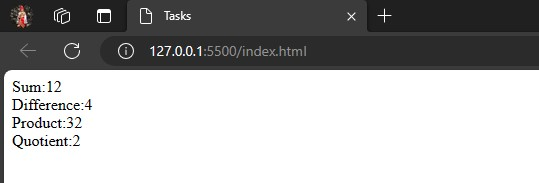 Tasks
127.0.0.1:5500/index.html
Sum:12
Difference:4
Product:32
Quotient:2